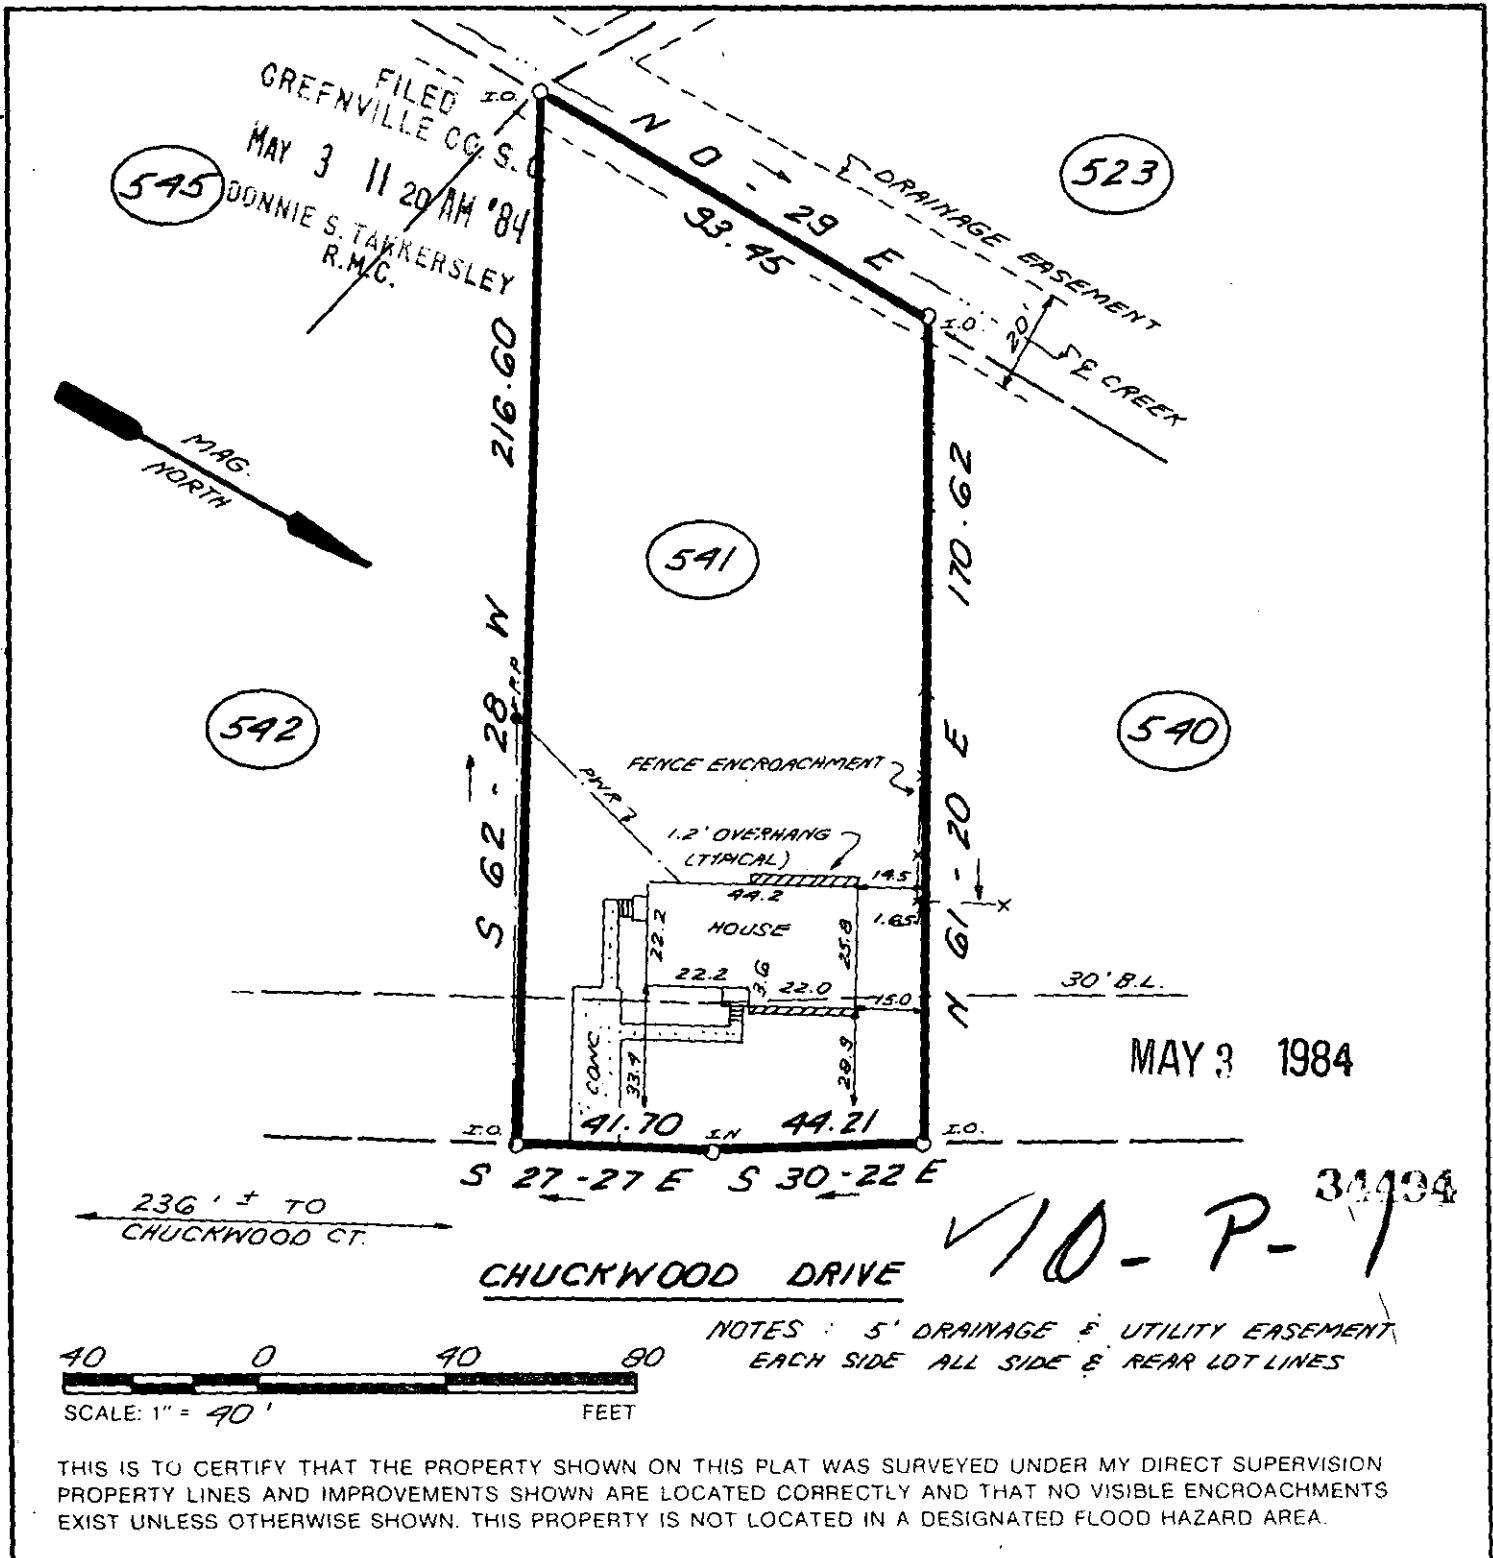 FILED
GREENVILLE CO. S. C
MAY 3 11 20 AM '84
DONNIE S. TANKERSLEY
R.M.C.
I.O.
545
523
N 0 - 29 E
93.45
DRAINAGE EASEMENT
I.O.
20'
℄ CREEK
MAG.
NORTH
216.60
170.62
541
S 62 - 28 W
P.P
542
540
N 61 - 20 E
FENCE ENCROACHMENT
PWR
1.2' OVERHANG
(TYPICAL)
14.5
44.2
1.65
22.2
HOUSE
25.8
22.2
3.6
22.0
15.0
30' B.L.
CONC
33.4
28.9
MAY 3 1984
I.O.
41.70
I.N
44.21
I.O.
S 27 - 27 E
S 30 - 22 E
34494
236' ± TO
CHUCKWOOD CT.
10 - P - 1
CHUCKWOOD DRIVE
NOTES : 5' DRAINAGE & UTILITY EASEMENT
EACH SIDE ALL SIDE & REAR LOT LINES
40 0 40 80
SCALE: 1" = 40' FEET
THIS IS TO CERTIFY THAT THE PROPERTY SHOWN ON THIS PLAT WAS SURVEYED UNDER MY DIRECT SUPERVISION
PROPERTY LINES AND IMPROVEMENTS SHOWN ARE LOCATED CORRECTLY AND THAT NO VISIBLE ENCROACHMENTS
EXIST UNLESS OTHERWISE SHOWN. THIS PROPERTY IS NOT LOCATED IN A DESIGNATED FLOOD HAZARD AREA.